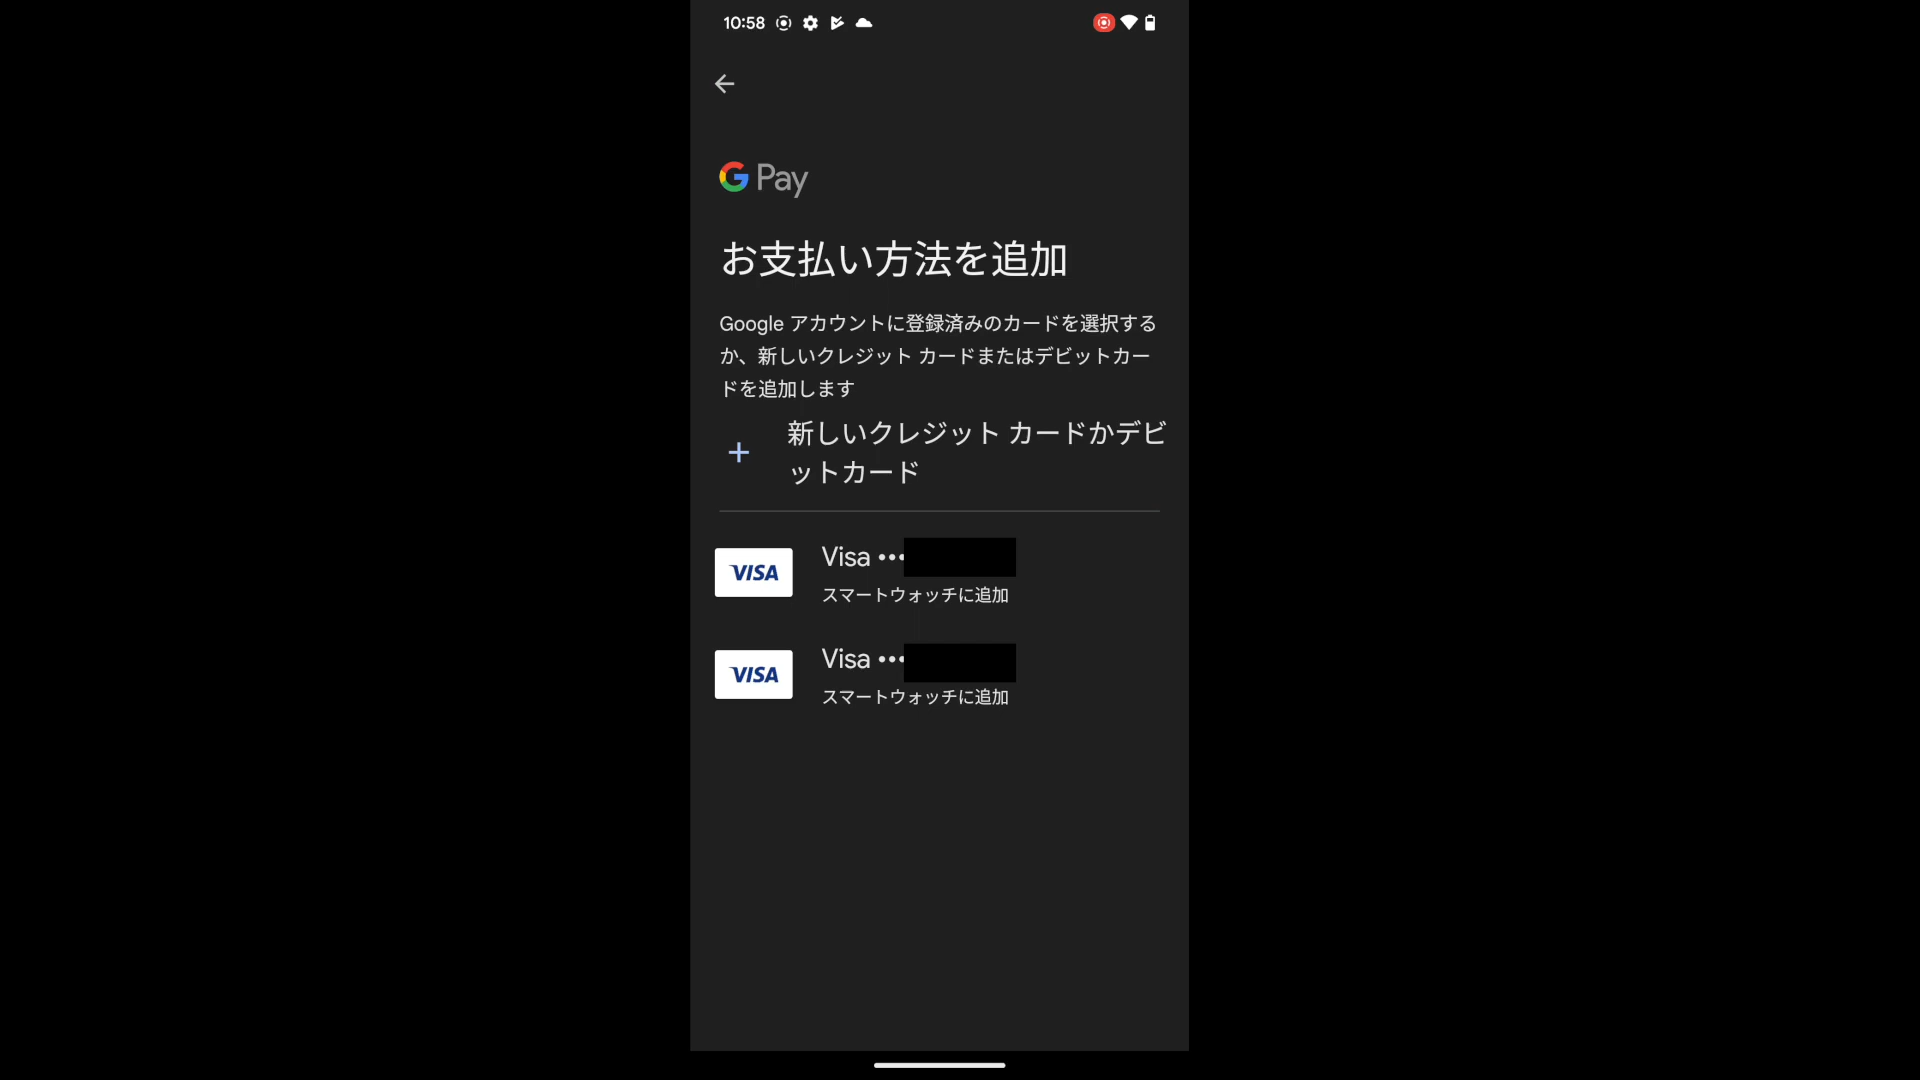 10:58
G Pay
お支払い方法を追加
Google アカウントに登録済みのカードを選択する
か、新しいクレジット カードまたはデビットカー
ドを追加します
+ 新しいクレジット カードかデビ
ットカード
VISA Visa •••
スマートウォッチに追加
VISA Visa •••
スマートウォッチに追加